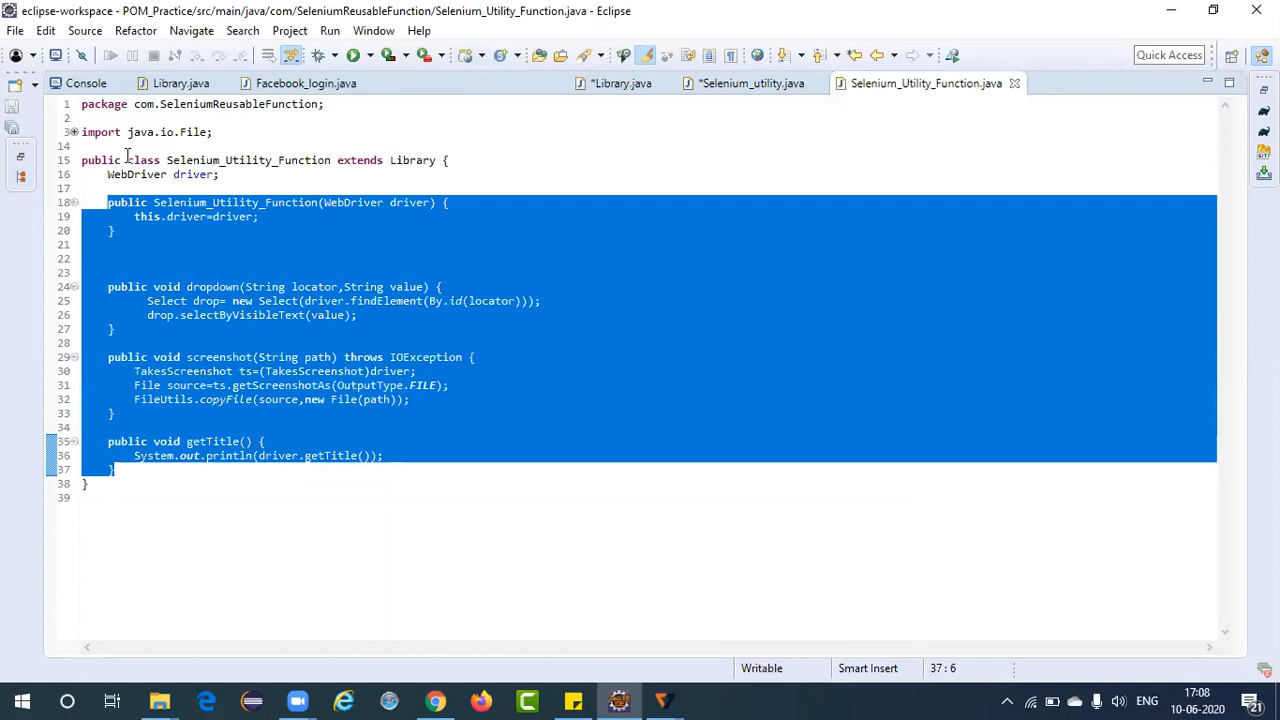 eclipse-workspace - POM_Practice/src/main/java/com/SeleniumReusableFunction/Selenium_Utility_Function.java - Eclipse
File Edit Source Refactor Navigate Search Project Run Window Help
Quick Access
Console Library.java Facebook_login.java *Library.java *Selenium_utility.java Selenium_Utility_Function.java
1 package com.SeleniumReusableFunction;
2
3 import java.io.File;
14
15 public class Selenium_Utility_Function extends Library {
16 WebDriver driver;
17
18 public Selenium_Utility_Function(WebDriver driver) {
19 this.driver=driver;
20 }
21
22
23
24 public void dropdown(String locator,String value) {
25 Select drop= new Select(driver.findElement(By.id(locator)));
26 drop.selectByVisibleText(value);
27 }
28
29 public void screenshot(String path) throws IOException {
30 TakesScreenshot ts=(TakesScreenshot)driver;
31 File source=ts.getScreenshotAs(OutputType.FILE);
32 FileUtils.copyFile(source,new File(path));
33 }
34
35 public void getTitle() {
36 System.out.println(driver.getTitle());
37 }
38 }
39
Writable Smart Insert 37 : 6
ENG 17:08
10-06-2020 21